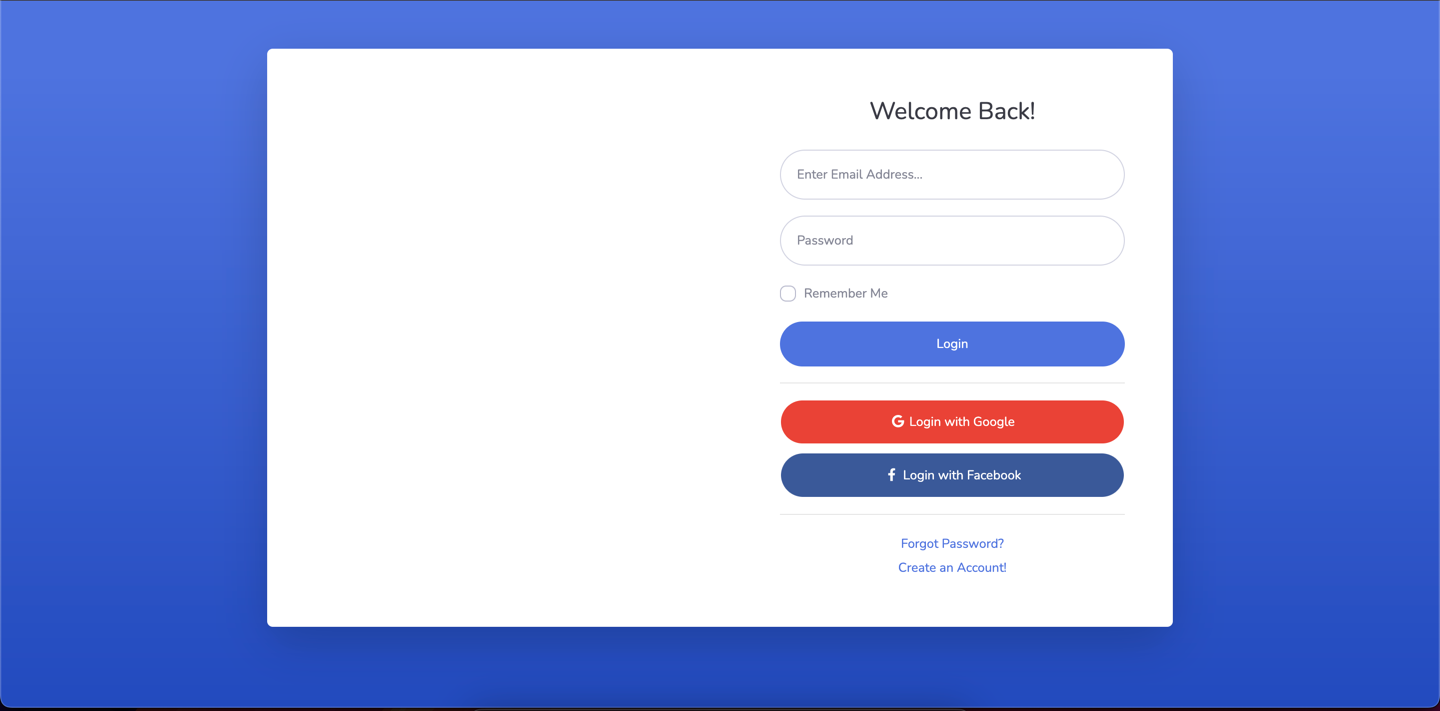 Welcome Back!
Enter Email Address...
Password
Remember Me
Login
Login with Google
Login with Facebook
Forgot Password?
Create an Account!